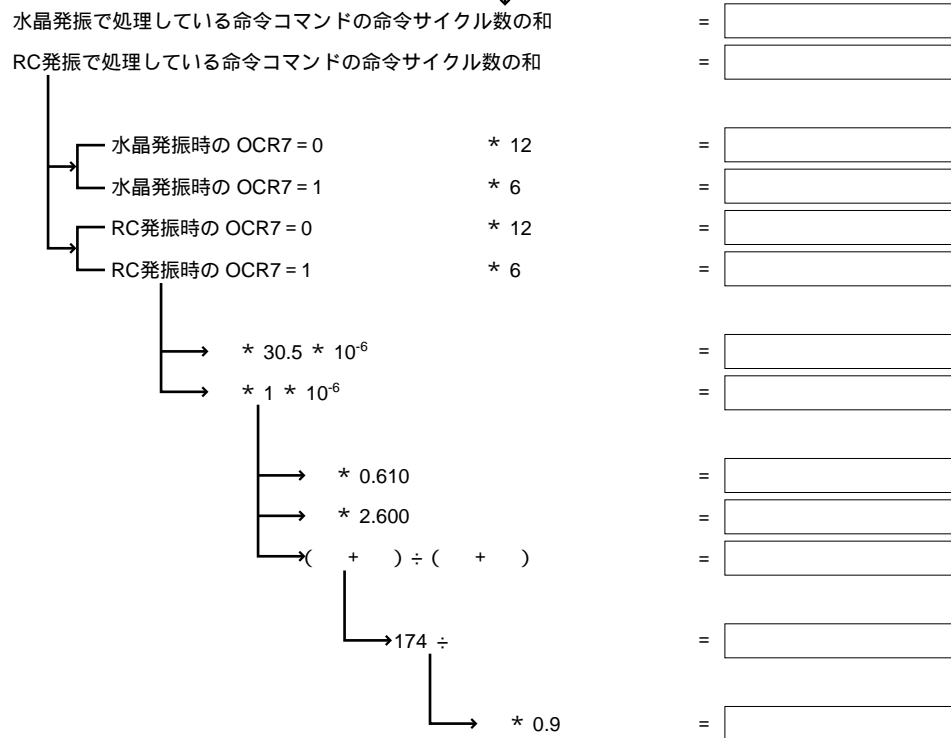 水晶発振で処理している命令コマンドの命令サイクル数の和 =
RC発振で処理している命令コマンドの命令サイクル数の和 =
水晶発振時の OCR7 = 0 * 12 =
水晶発振時の OCR7 = 1 * 6 =
RC発振時の OCR7 = 0 * 12 =
RC発振時の OCR7 = 1 * 6 =
* 30.5 * 10-6 =
* 1 * 10-6 =
* 0.610 =
* 2.600 =
( + ) ÷ ( + ) =
174 ÷ =
* 0.9 =